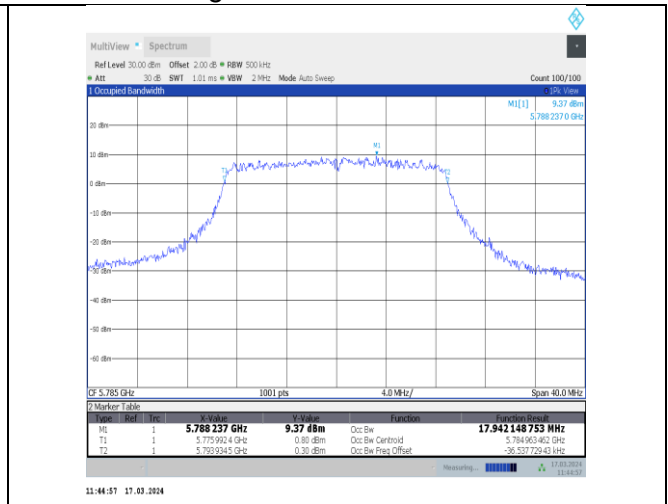 MultiView Spectrum
Ref Level 30.00 dBm Offset 2.00 dB RBW 500 kHz
Att 30 dB SWT 1.01 ms VBW 2 MHz Mode Auto Sweep Count 100/100
1 Occupied Bandwidth 1Pk View
M1[1] 9.37 dBm
5.7882370 GHz
20 dBm
M1
10 dBm
T1 T2
0 dBm
-10 dBm
-20 dBm
-30 dBm
-40 dBm
-50 dBm
-60 dBm
CF 5.785 GHz 1001 pts 4.0 MHz/ Span 40.0 MHz
2 Marker Table
Type Ref Trc X-Value Y-Value Function Function Result
M1 1 5.788 237 GHz 9.37 dBm Occ Bw 17.942 148 753 MHz
T1 1 5.7759924 GHz 0.80 dBm Occ Bw Centroid 5.784 963 462 GHz
T2 1 5.7939345 GHz 0.30 dBm Occ Bw Freq Offset -36.537 729 43 kHz
Measuring... 17.03.2024
11:44:57
11:44:57 17.03.2024